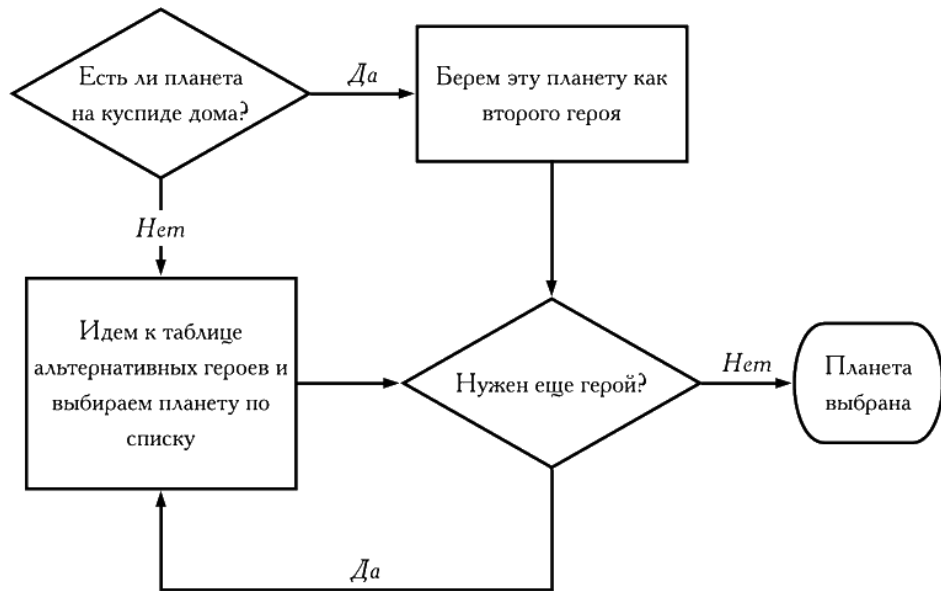 Есть ли планета
на куспиде дома?
Да
Берем эту планету как
второго героя
Нет
Идем к таблице
альтернативных героев и
выбираем планету по
списку
Нужен еще герой?
Нет
Планета
выбрана
Да